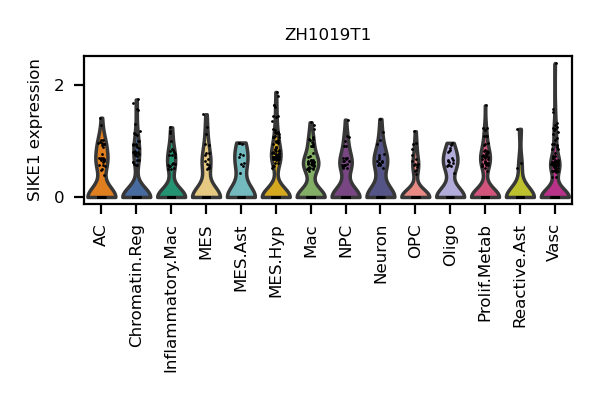 ZH1019T1
SIKE1 expression
2
0
AC
Chromatin.Reg
Inflammatory.Mac
MES
MES.Ast
MES.Hyp
Mac
NPC
Neuron
OPC
Oligo
Prolif.Metab
Reactive.Ast
Vasc